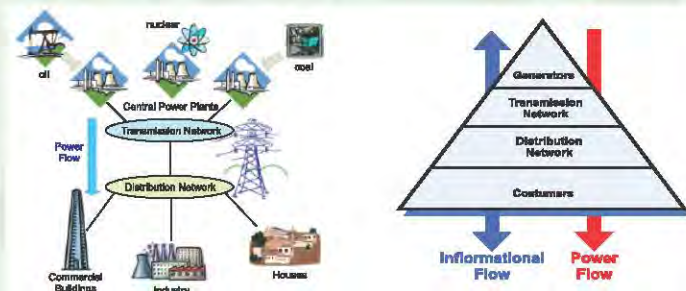 nuclear
oil
coal
Central Power Plants
Transmission Network
Power
Flow
Distribution Network
Commercial
Buildings
Industry
Houses
Generators
Transmission
Network
Distribution
Network
Costumers
Informational
Flow
Power
Flow